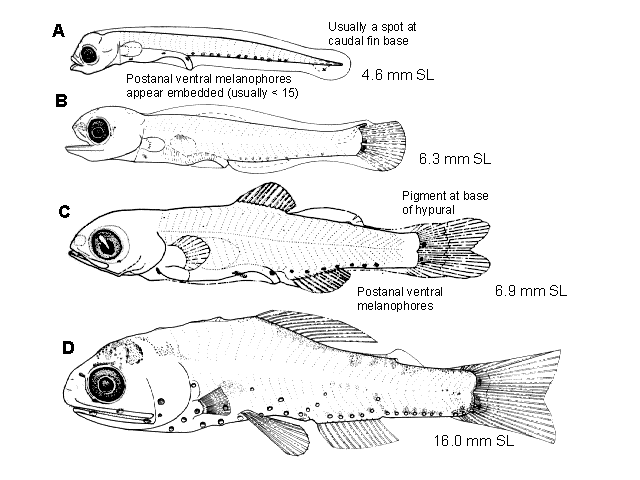 A
Usually a spot at
caudal fin base
4.6 mm SL
Postanal ventral melanophores
appear embedded (usually < 15)
B
6.3 mm SL
C
Pigment at base
of hypural
6.9 mm SL
Postanal ventral
melanophores
D
16.0 mm SL